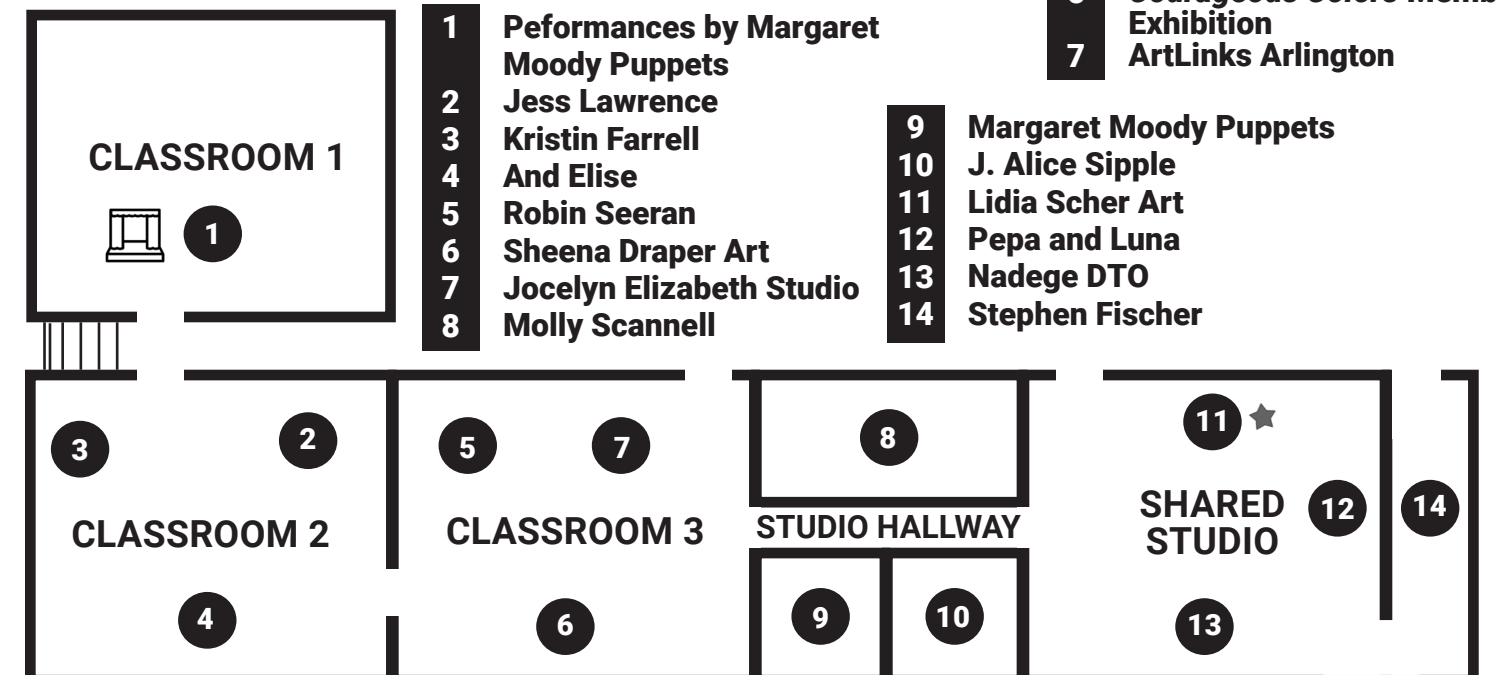 1 Peformances by Margaret
Moody Puppets
2 Jess Lawrence
3 Kristin Farrell
4 And Elise
5 Robin Seeran
6 Sheena Draper Art
7 Jocelyn Elizabeth Studio
8 Molly Scannell
Exhibition
7 ArtLinks Arlington
9 Margaret Moody Puppets
10 J. Alice Sipple
11 Lidia Scher Art
12 Pepa and Luna
13 Nadege DTO
14 Stephen Fischer
CLASSROOM 1
1
3
2
CLASSROOM 2
4
5
7
CLASSROOM 3
6
8
STUDIO HALLWAY
9
10
11
SHARED
STUDIO
12
14
13